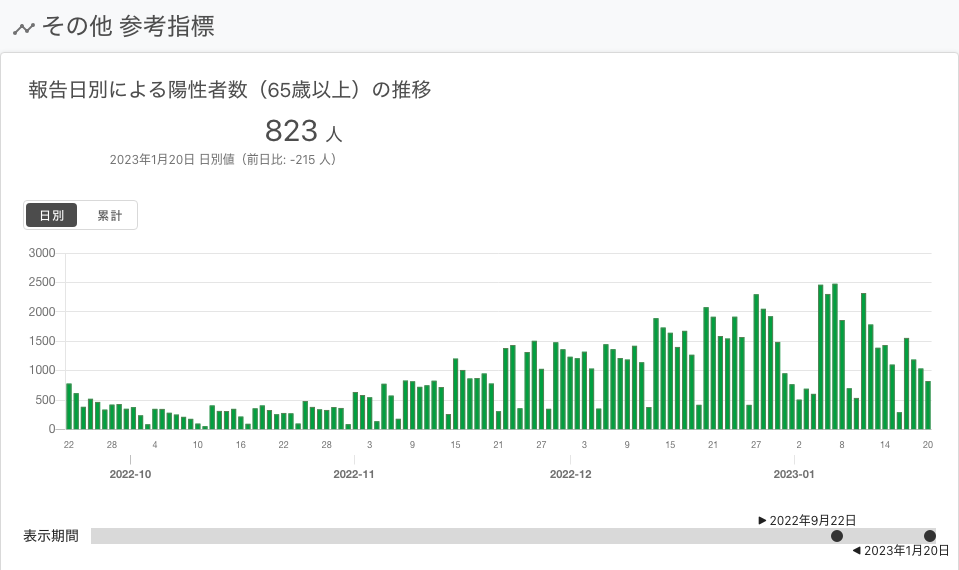 その他 参考指標
報告日別による陽性者数（65歳以上）の推移
823 人
2023年1月20日 日別値（前日比: -215 人）
日別 累計
3000
2500
2000
1500
1000
500
0
22 28 4 10 16 22 28 3 9 15 21 27 3 9 15 21 27 2 8 14 20
2022-10 2022-11 2022-12 2023-01
▶ 2022年9月22日
表示期間
◀ 2023年1月20日